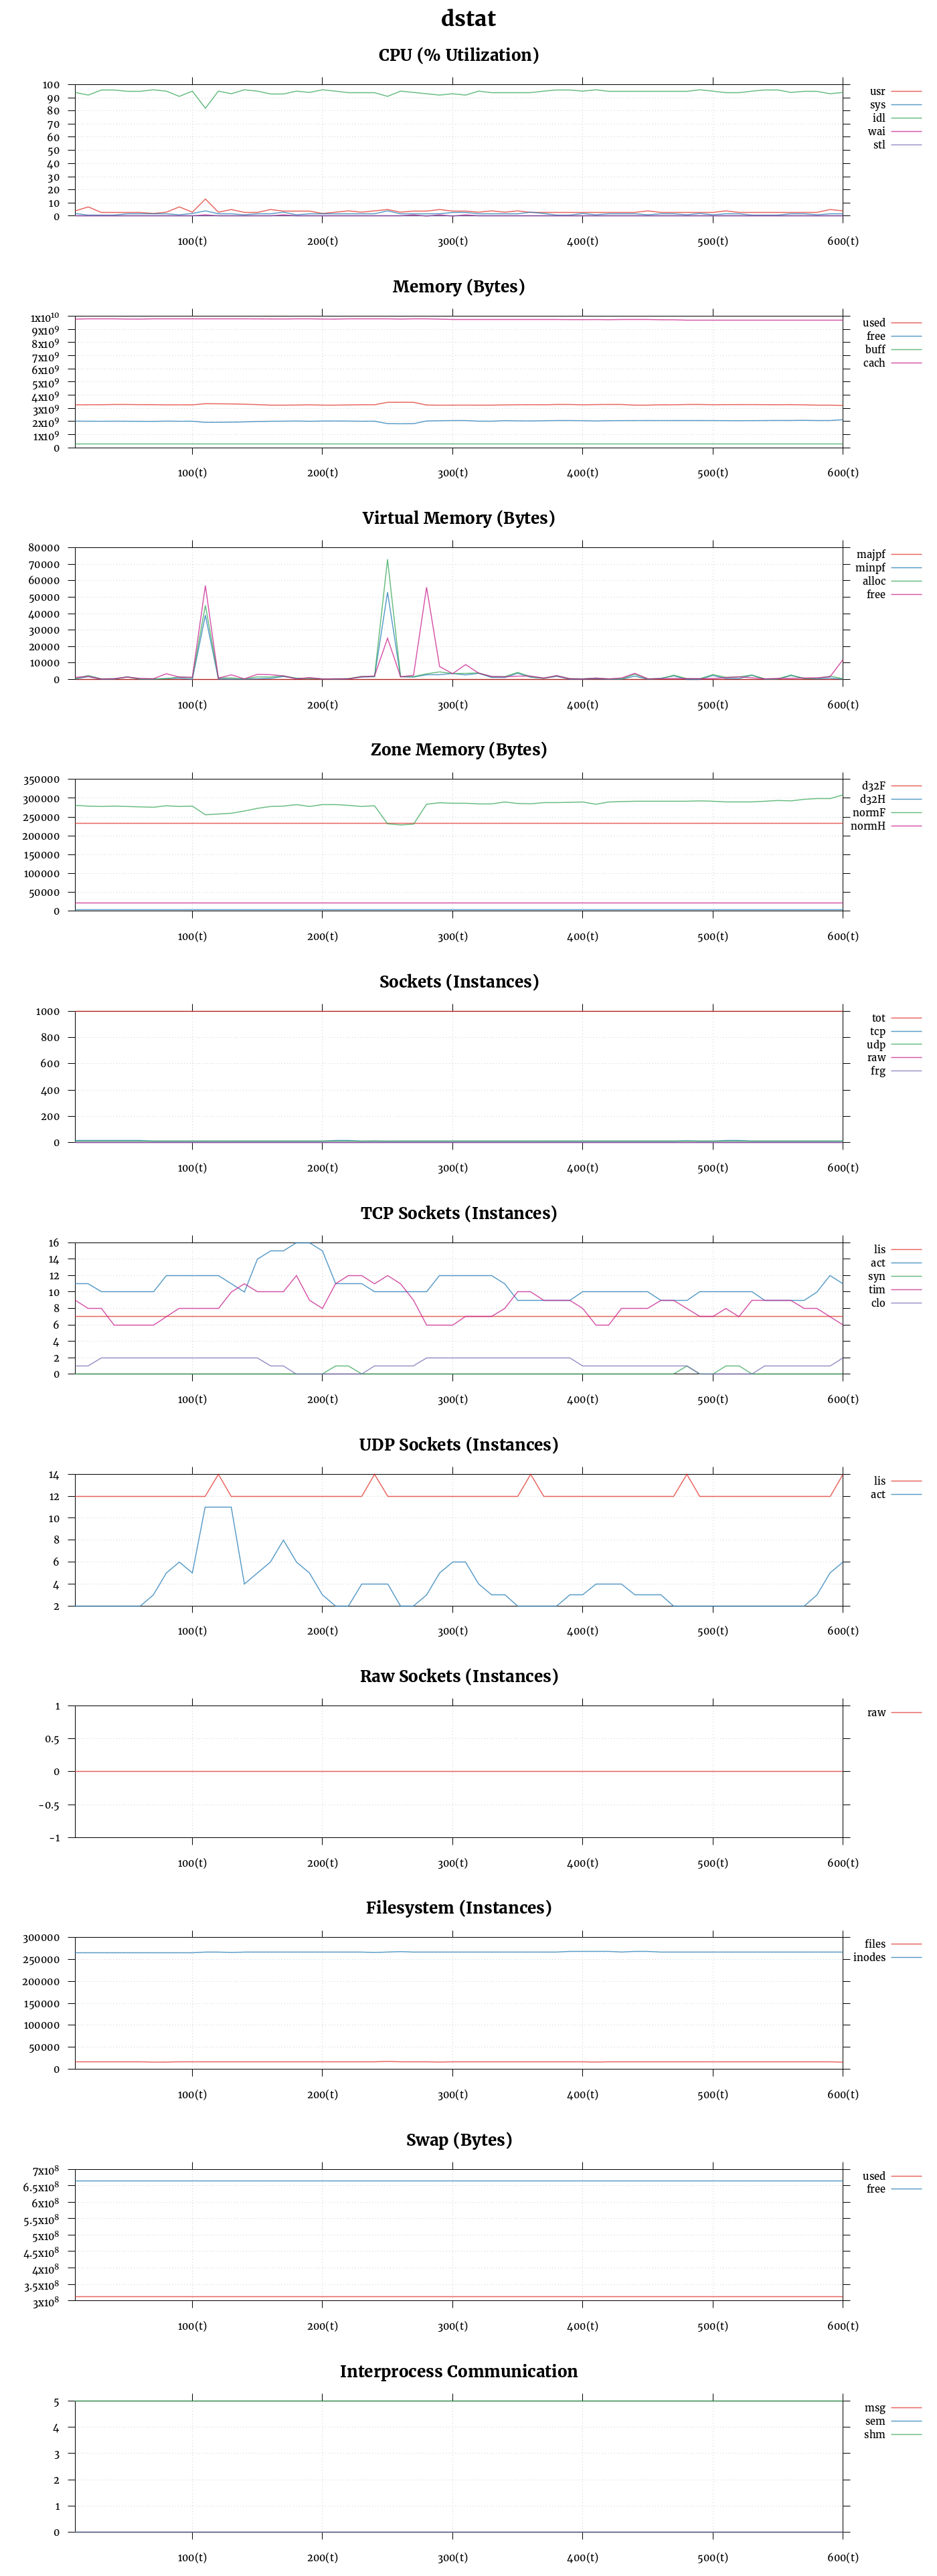 dstat
CPU (% Utilization)
100
90
80
70
60
50
40
30
20
10
0
100(t) 200(t) 300(t) 400(t) 500(t) 600(t)
usr
sys
idl
wai
stl
Memory (Bytes)
1x10¹⁰
9x10⁹
8x10⁹
7x10⁹
6x10⁹
5x10⁹
4x10⁹
3x10⁹
2x10⁹
1x10⁹
0
100(t) 200(t) 300(t) 400(t) 500(t) 600(t)
used
free
buff
cach
Virtual Memory (Bytes)
80000
70000
60000
50000
40000
30000
20000
10000
0
100(t) 200(t) 300(t) 400(t) 500(t) 600(t)
majpf
minpf
alloc
free
Zone Memory (Bytes)
350000
300000
250000
200000
150000
100000
50000
0
100(t) 200(t) 300(t) 400(t) 500(t) 600(t)
d32F
d32H
normF
normH
Sockets (Instances)
1000
800
600
400
200
0
100(t) 200(t) 300(t) 400(t) 500(t) 600(t)
tot
tcp
udp
raw
frg
TCP Sockets (Instances)
16
14
12
10
8
6
4
2
0
100(t) 200(t) 300(t) 400(t) 500(t) 600(t)
lis
act
syn
tim
clo
UDP Sockets (Instances)
14
12
10
8
6
4
2
100(t) 200(t) 300(t) 400(t) 500(t) 600(t)
lis
act
Raw Sockets (Instances)
1
0.5
0
-0.5
-1
100(t) 200(t) 300(t) 400(t) 500(t) 600(t)
raw
Filesystem (Instances)
300000
250000
200000
150000
100000
50000
0
100(t) 200(t) 300(t) 400(t) 500(t) 600(t)
files
inodes
Swap (Bytes)
7x10⁸
6.5x10⁸
6x10⁸
5.5x10⁸
5x10⁸
4.5x10⁸
4x10⁸
3.5x10⁸
3x10⁸
100(t) 200(t) 300(t) 400(t) 500(t) 600(t)
used
free
Interprocess Communication
5
4
3
2
1
0
100(t) 200(t) 300(t) 400(t) 500(t) 600(t)
msg
sem
shm